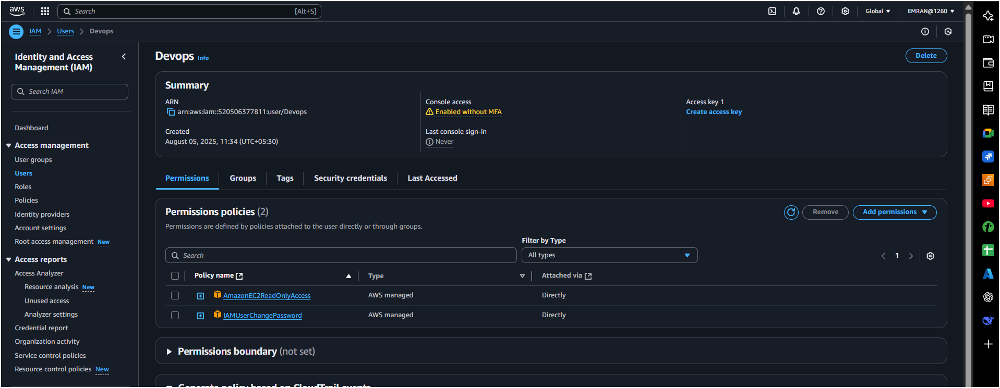 aws
Search [Alt+S]
Global
EMRAN@1260
IAM
Users
Devops
Identity and Access
Management (IAM)
Search IAM
Dashboard
Access management
User groups
Users
Roles
Policies
Identity providers
Account settings
Root access management New
Access reports
Access Analyzer
Resource analysis New
Unused access
Analyzer settings
Credential report
Organization activity
Service control policies
Resource control policies New
Devops Info
Delete
Summary
ARN
arn:aws:iam::520506377811:user/Devops
Created
August 05, 2025, 11:34 (UTC+05:30)
Console access
Enabled without MFA
Last console sign-in
Never
Access key 1
Create access key
Permissions
Groups
Tags
Security credentials
Last Accessed
Permissions policies (2)
Remove
Add permissions
Permissions are defined by policies attached to the user directly or through groups.
Filter by Type
Search
All types
1
Policy name
Type
Attached via
AmazonEC2ReadOnlyAccess AWS managed Directly
IAMUserChangePassword AWS managed Directly
Permissions boundary (not set)
Generate policy based on CloudTrail events